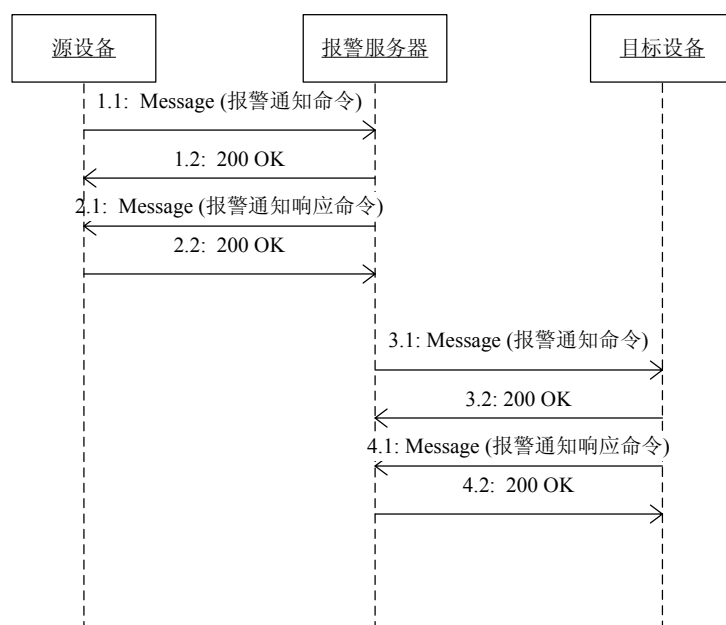 源设备
报警服务器
目标设备
1.1: Message (报警通知命令)
1.2: 200 OK
2.1: Message (报警通知响应命令)
2.2: 200 OK
3.1: Message (报警通知命令)
3.2: 200 OK
4.1: Message (报警通知响应命令)
4.2: 200 OK